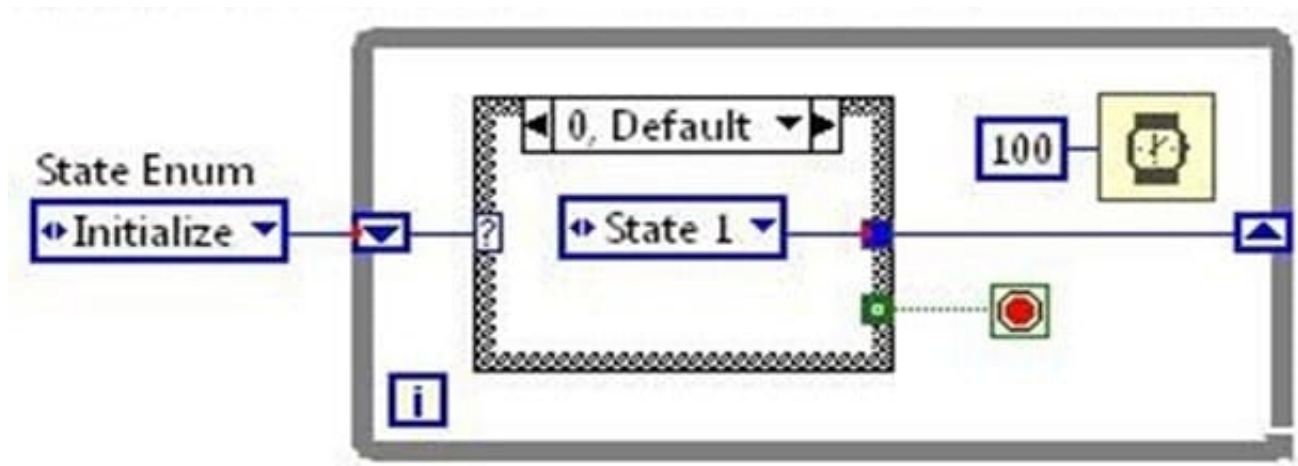 0, Default
100
State Enum
Initialize
?
State 1
i